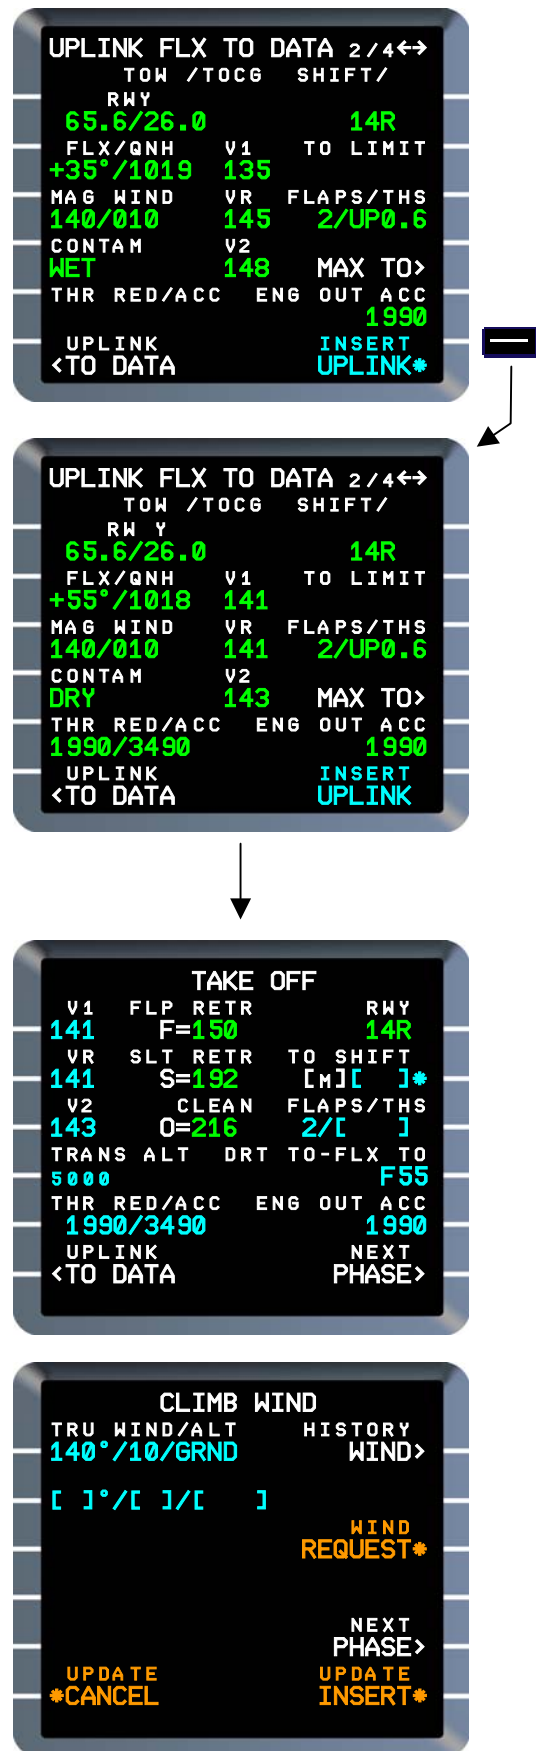 UPLINK FLX TO DATA 2/4←→
TOW /TOCG SHIFT/
RWY
65.6/26.0 14R
FLX/QNH V1 TO LIMIT
+35°/1019 135
MAG WIND VR FLAPS/THS
140/010 145 2/UP0.6
CONTAM V2
WET 148 MAX TO>
THR RED/ACC ENG OUT ACC
1990
UPLINK INSERT
<TO DATA UPLINK*
UPLINK FLX TO DATA 2/4←→
TOW /TOCG SHIFT/
RW Y
65.6/26.0 14R
FLX/QNH V1 TO LIMIT
+55°/1018 141
MAG WIND VR FLAPS/THS
140/010 141 2/UP0.6
CONTAM V2
DRY 143 MAX TO>
THR RED/ACC ENG OUT ACC
1990/3490 1990
UPLINK INSERT
<TO DATA UPLINK
TAKE OFF
V1 FLP RETR RWY
141 F=150 14R
VR SLT RETR TO SHIFT
141 S=192 [M][ ]*
V2 CLEAN FLAPS/THS
143 O=216 2/[ ]
TRANS ALT DRT TO-FLX TO
5000 F55
THR RED/ACC ENG OUT ACC
1990/3490 1990
UPLINK NEXT
<TO DATA PHASE>
CLIMB WIND
TRU WIND/ALT HISTORY
140°/10/GRND WIND>
[ ]°/[ ]/[ ]
WIND
REQUEST*
NEXT
PHASE>
UPDATE UPDATE
*CANCEL INSERT*